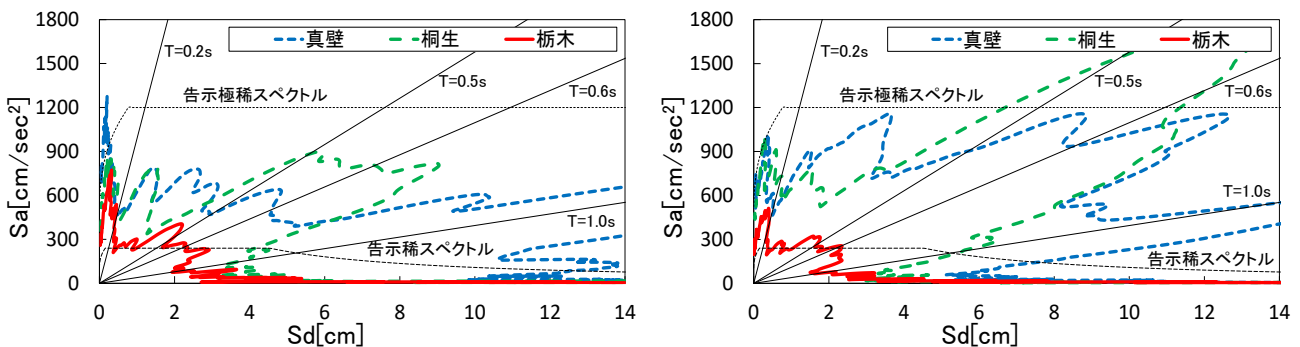 1800
1500
1200
900
600
300
0
Sa[cm/sec²]
真壁 桐生 栃木
T=0.2s
T=0.5s
T=0.6s
T=1.0s
告示極稀スペクトル
告示稀スペクトル
0 2 4 6 8 10 12 14
Sd[cm]
1800
1500
1200
900
600
300
0
Sa[cm/sec²]
真壁 桐生 栃木
T=0.2s
T=0.5s
T=0.6s
T=1.0s
告示極稀スペクトル
告示稀スペクトル
0 2 4 6 8 10 12 14
Sd[cm]